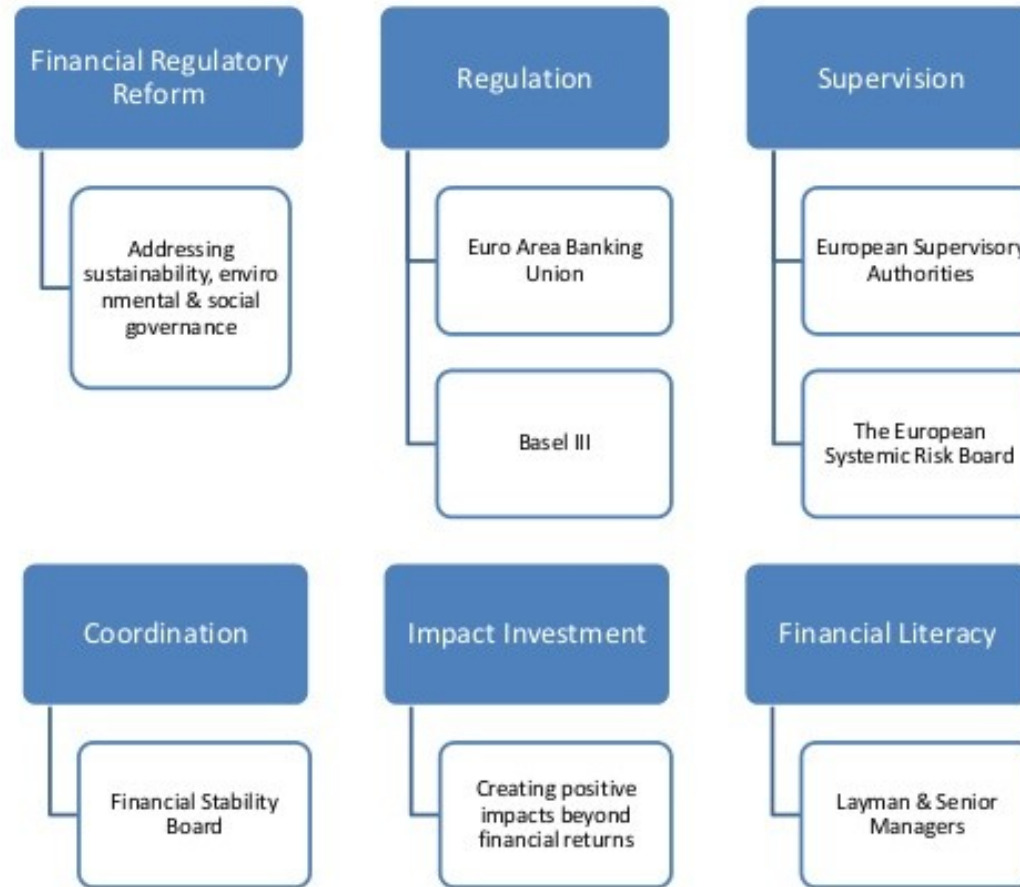 Financial Regulatory
Reform
Addressing
sustainability, enviro
nmental & social
governance
Regulation
Euro Area Banking
Union
Basel III
Supervision
European Supervisory
Authorities
The European
Systemic Risk Board
Coordination
Financial Stability
Board
Impact Investment
Creating positive
impacts beyond
financial returns
Financial Literacy
Layman & Senior
Managers